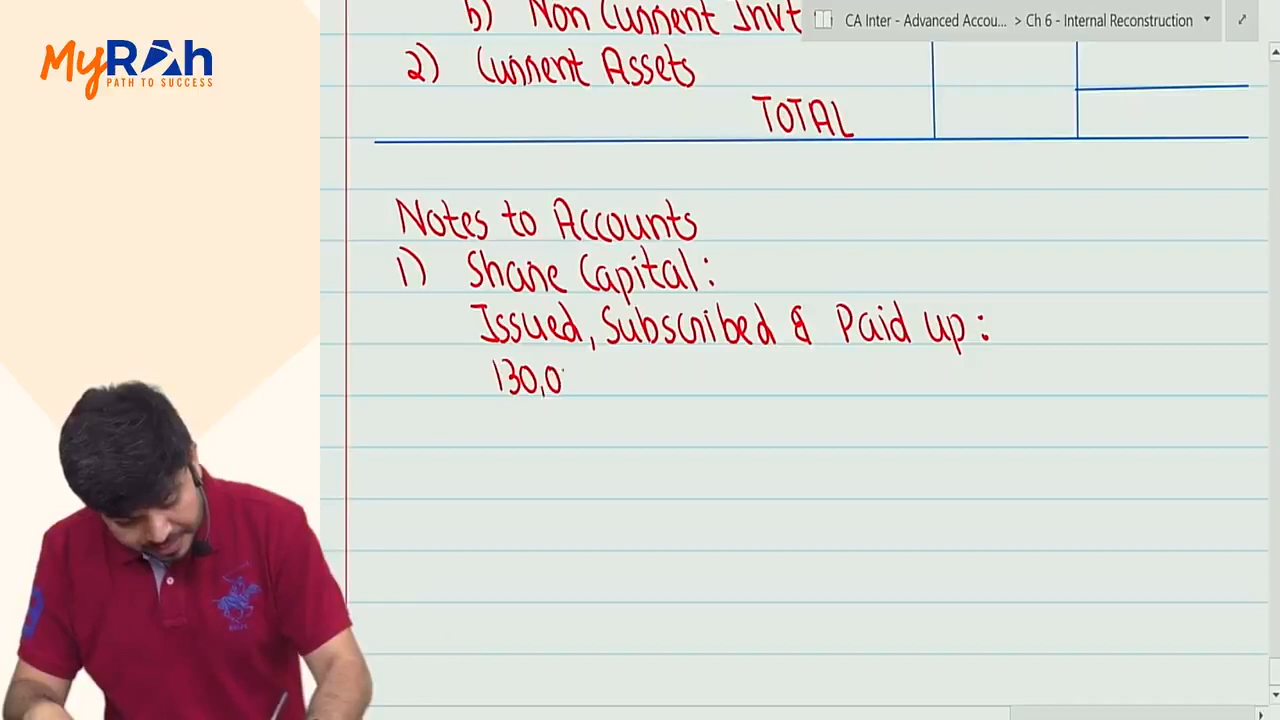 MyRAh
PATH TO SUCCESS
CA Inter - Advanced Accou... > Ch 6 - Internal Reconstruction
b) Non Current Invt
2) Current Assets
TOTAL
Notes to Accounts
1) Share Capital:
Issued, Subscribed & Paid up:
130,0